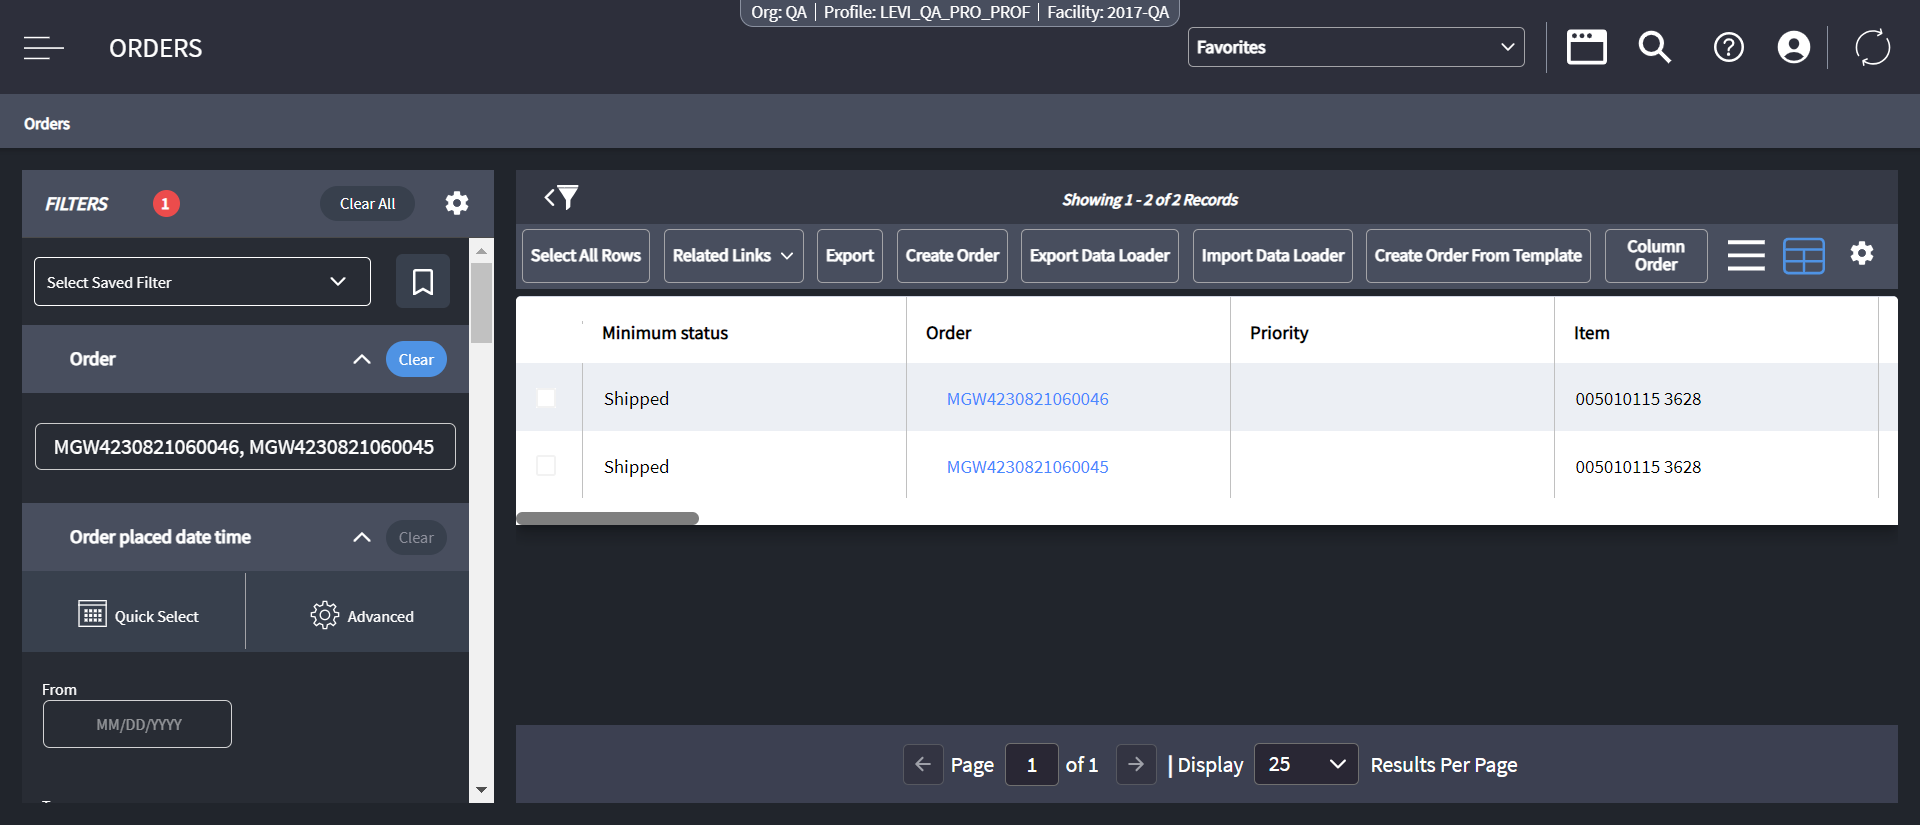 Org: QA | Profile: LEVI_QA_PRO_PROF | Facility: 2017-QA
ORDERS
Favorites
Orders
FILTERS 1 Clear All
Select Saved Filter
Order Clear
MGW4230821060046, MGW4230821060045
Order placed date time Clear
Quick Select Advanced
From
MM/DD/YYYY
Showing 1 - 2 of 2 Records
Select All Rows Related Links Export Create Order Export Data Loader Import Data Loader Create Order From Template Column Order
Minimum status Order Priority Item
Shipped MGW4230821060046 005010115 3628
Shipped MGW4230821060045 005010115 3628
Page 1 of 1 | Display 25 Results Per Page